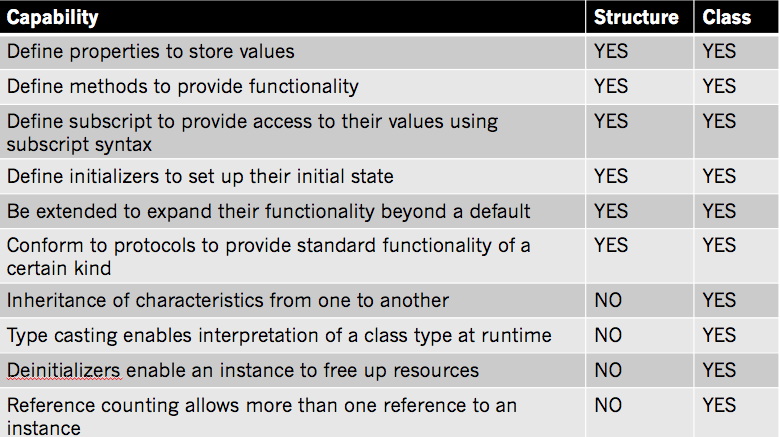 Capability Structure Class
Define properties to store values YES YES
Define methods to provide functionality YES YES
Define subscript to provide access to their values using YES YES
subscript syntax
Define initializers to set up their initial state YES YES
Be extended to expand their functionality beyond a default YES YES
Conform to protocols to provide standard functionality of a YES YES
certain kind
Inheritance of characteristics from one to another NO YES
Type casting enables interpretation of a class type at runtime NO YES
Deinitializers enable an instance to free up resources NO YES
Reference counting allows more than one reference to an NO YES
instance